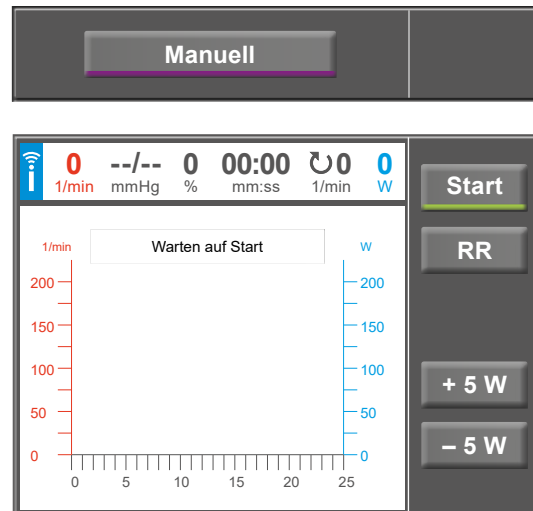 Manuell
0 --/-- 0 00:00 0 0
1/min mmHg % mm:ss 1/min W
Start
RR
+ 5 W
– 5 W
1/min Warten auf Start W
200 200
150 150
100 100
50 50
0 0
0 5 10 15 20 25